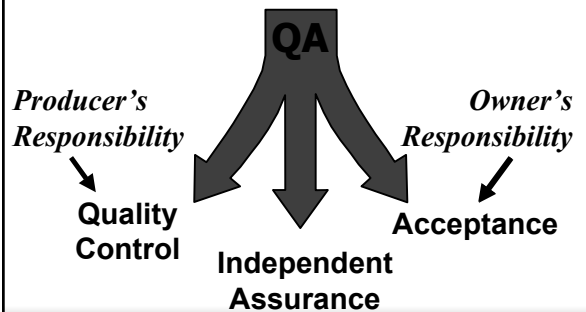 QA
Producer’s
Responsibility
Owner’s
Responsibility
Quality
Control
Independent
Assurance
Acceptance